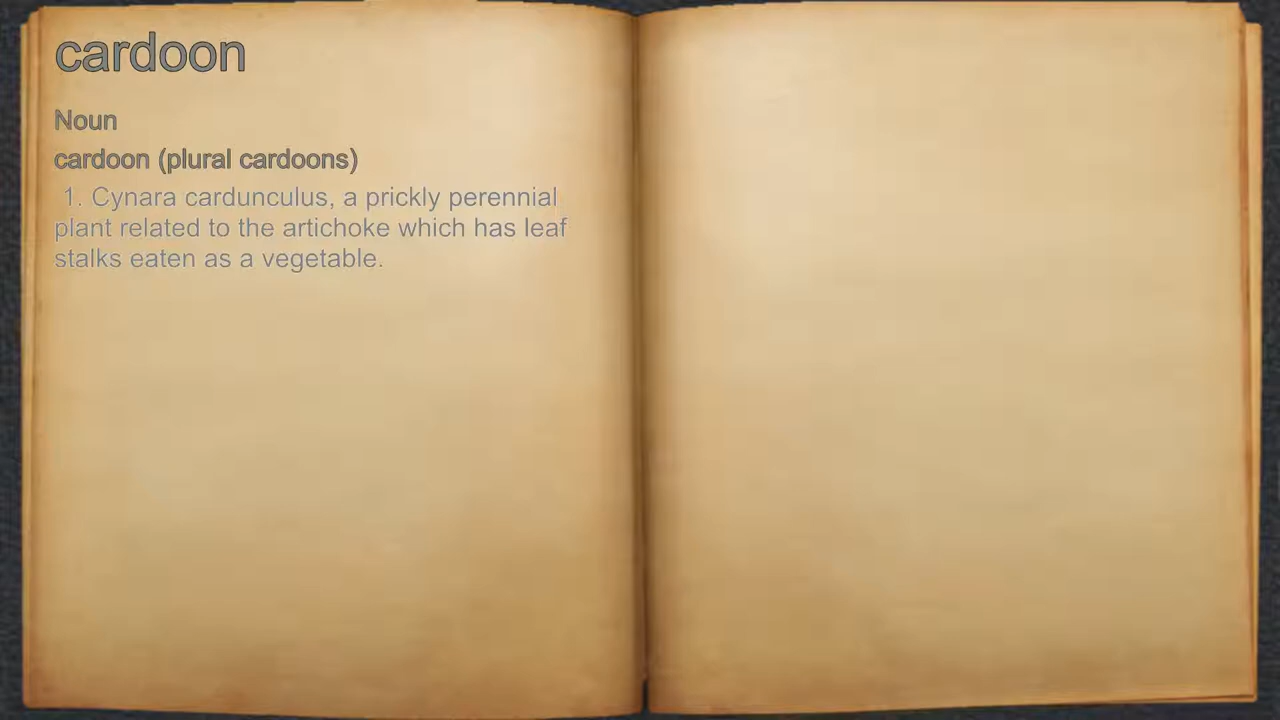 cardoon
Noun
cardoon (plural cardoons)
1. Cynara cardunculus, a prickly perennial
plant related to the artichoke which has leaf
stalks eaten as a vegetable.